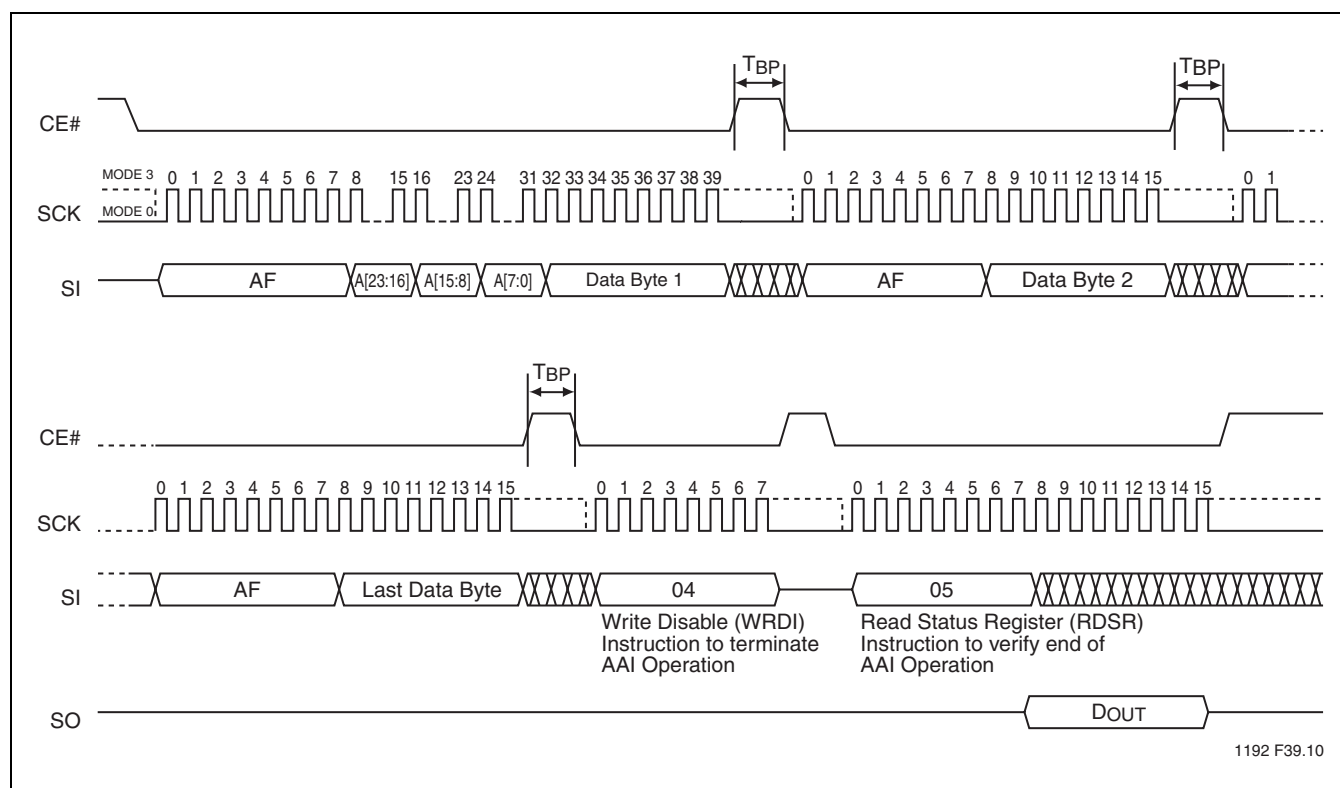 TBP TBP
CE#
MODE 3 0 1 2 3 4 5 6 7 8 15 16 23 24 31 32 33 34 35 36 37 38 39 0 1 2 3 4 5 6 7 8 9 10 11 12 13 14 15 0 1
SCK MODE 0
SI AF A[23:16] A[15:8] A[7:0] Data Byte 1 AF Data Byte 2
TBP
CE#
0 1 2 3 4 5 6 7 8 9 10 11 12 13 14 15 0 1 2 3 4 5 6 7 0 1 2 3 4 5 6 7 8 9 10 11 12 13 14 15
SCK
SI AF Last Data Byte 04 05
Write Disable (WRDI) Read Status Register (RDSR)
Instruction to terminate Instruction to verify end of
AAI Operation AAI Operation
SO DOUT
1192 F39.10